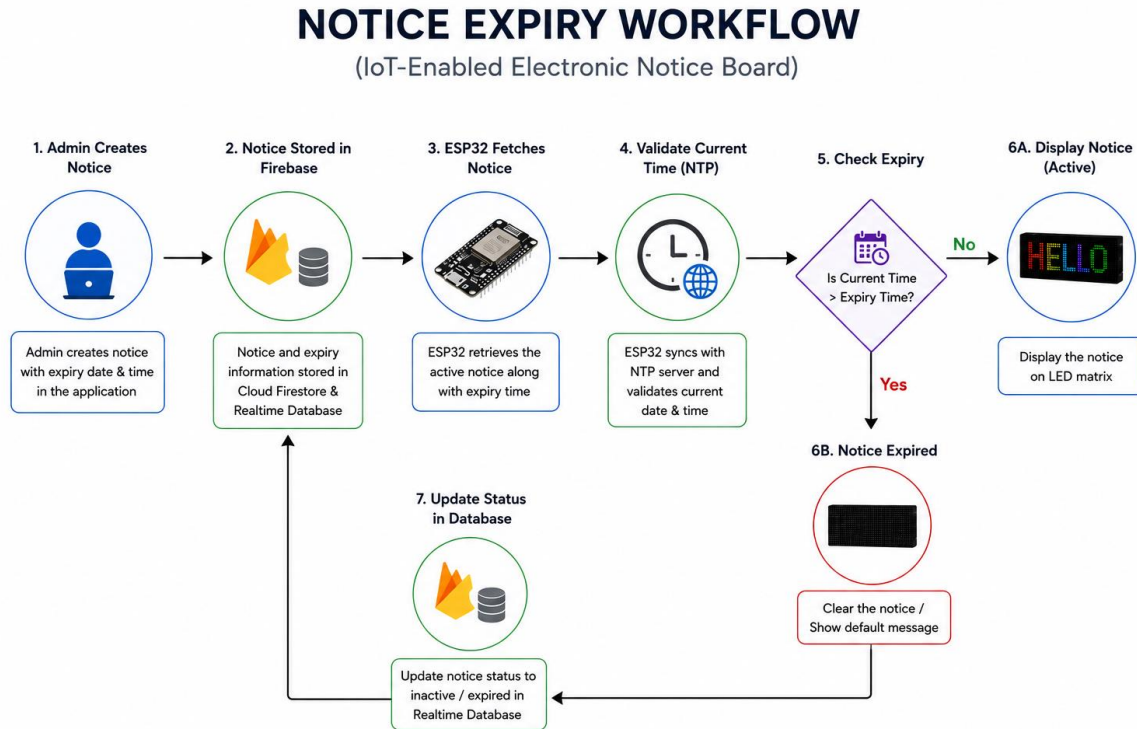 NOTICE EXPIRY WORKFLOW
(IoT-Enabled Electronic Notice Board)
1. Admin Creates
Notice
Admin creates notice
with expiry date & time
in the application
2. Notice Stored in
Firebase
Notice and expiry
information stored in
Cloud Firestore &
Realtime Database
3. ESP32 Fetches
Notice
ESP32 retrieves the
active notice along
with expiry time
4. Validate Current
Time (NTP)
ESP32 syncs with
NTP server and
validates current
date & time
5. Check Expiry
Is Current Time
> Expiry Time?
No
Yes
6A. Display Notice
(Active)
HELLO
Display the notice
on LED matrix
6B. Notice Expired
Clear the notice /
Show default message
7. Update Status
in Database
Update notice status to
inactive / expired in
Realtime Database